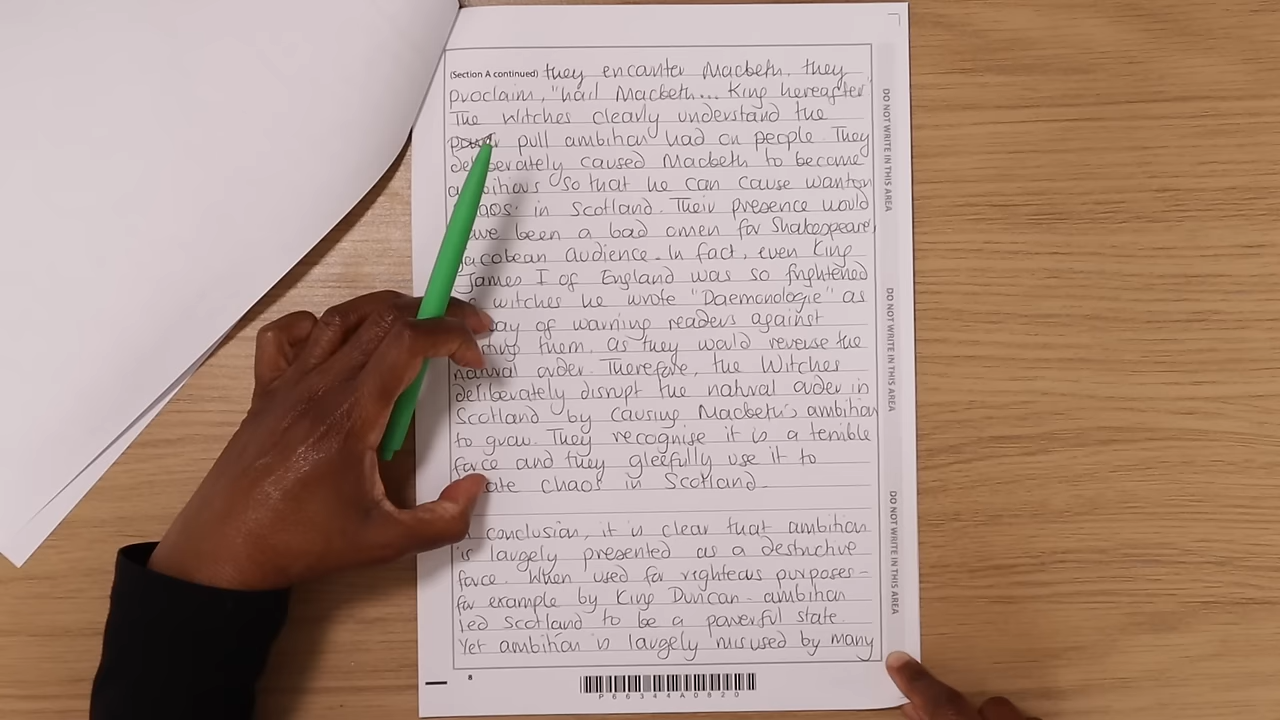 (Section A continued) they encounter Macbeth, they
proclaim, "hail Macbeth... King hereafter"
The Witches clearly understand the
pull ambition had on people. They
deliberately caused Macbeth to become
so that he can cause wanton
in Scotland. Their presence would
been a bad omen for Shakespeare's
Jacobean audience. In fact, even King
James I of England was so frightened
witches he wrote "Daemonologie" as
of warning readers against
them, as they would reverse the
natural order. Therefore, the Witches
deliberately disrupt the natural order in
Scotland by causing Macbeth's ambition
to grow. They recognise it is a terrible
force and they gleefully use it to
chaos in Scotland.
conclusion, it is clear that ambition
is largely presented as a destructive
force. When used for righteous purposes -
for example by King Duncan - ambition
led Scotland to be a powerful state.
Yet ambition is largely misused by many
8
P66344A0820
DO NOT WRITE IN THIS AREA
DO NOT WRITE IN THIS AREA
DO NOT WRITE IN THIS AREA